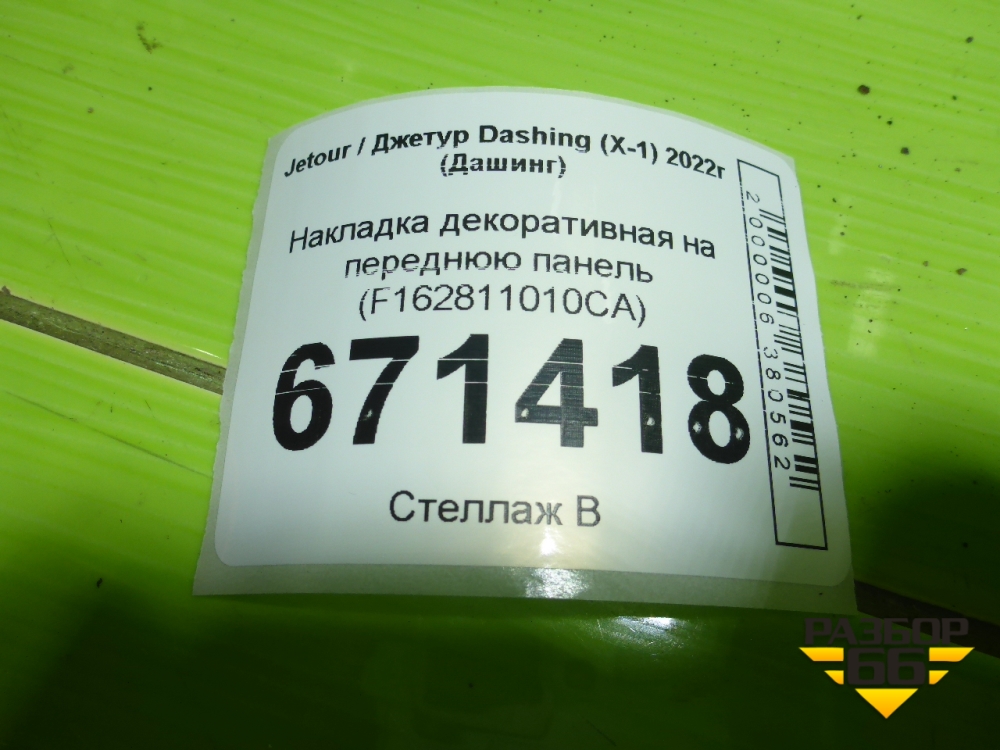 Jetour / Джетур Dashing (X-1) 2022г
(Дашинг)
Накладка декоративная на
переднюю панель
(F162811010CA)
671418
Стеллаж В
2000006380562
РАЗБОР
66